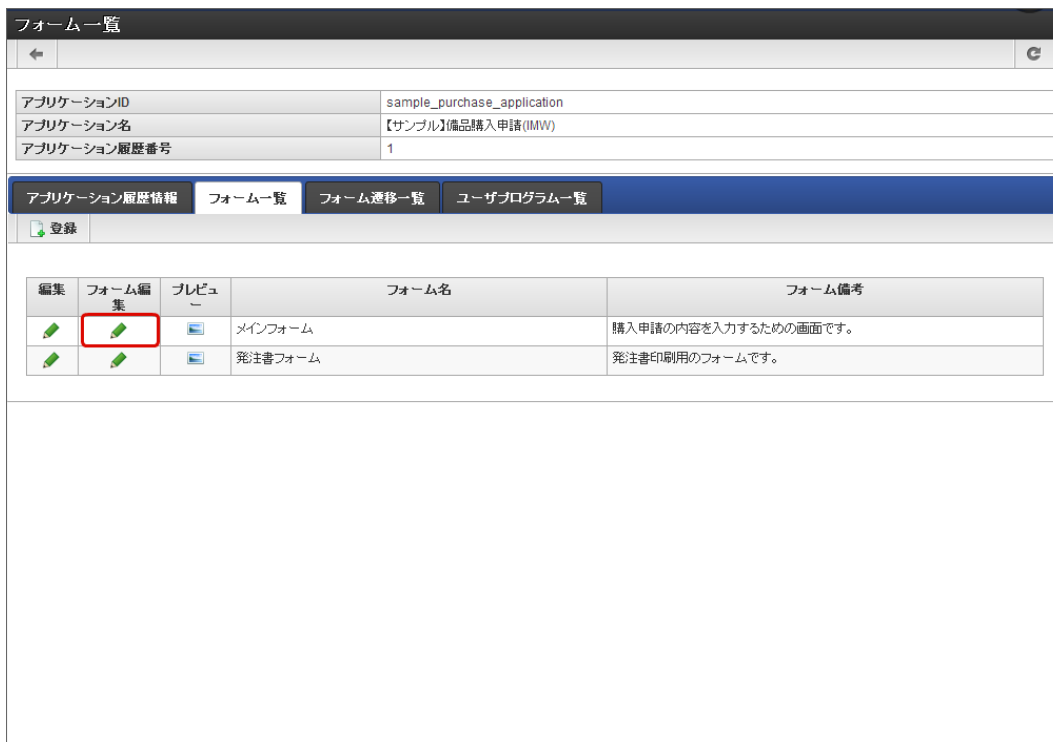 フォーム一覧
アプリケーションID sample_purchase_application
アプリケーション名 【サンプル】備品購入申請(IMW)
アプリケーション履歴番号 1
アプリケーション履歴情報 フォーム一覧 フォーム遷移一覧 ユーザプログラム一覧
登録
編集 フォーム編集 プレビュー フォーム名 フォーム備考
メインフォーム 購入申請の内容を入力するための画面です。
発注書フォーム 発注書印刷用のフォームです。